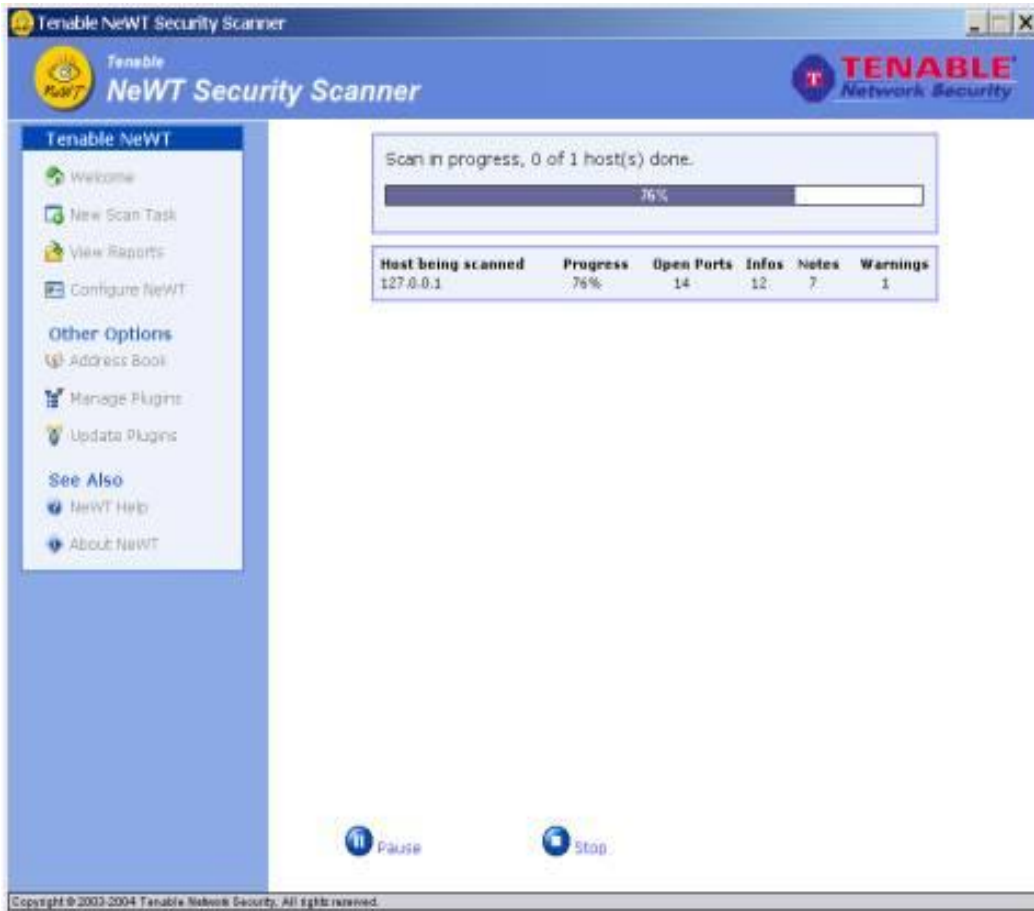 Tenable NeWT Security Scanner
Tenable
NeWT Security Scanner
NeWT
T
TENABLE
Network Security
Tenable NeWT
Welcome
New Scan Task
View Reports
Configure NeWT
Other Options
Address Book
Manage Plugins
Update Plugins
See Also
NeWT Help
About NeWT
Scan in progress, 0 of 1 host(s) done.
76%
Host being scanned Progress Open Ports Infos Notes Warnings
127.0.0.1 76% 14 12 7 1
Pause
Stop
Copyright © 2003-2004 Tenable Network Security, All rights reserved.